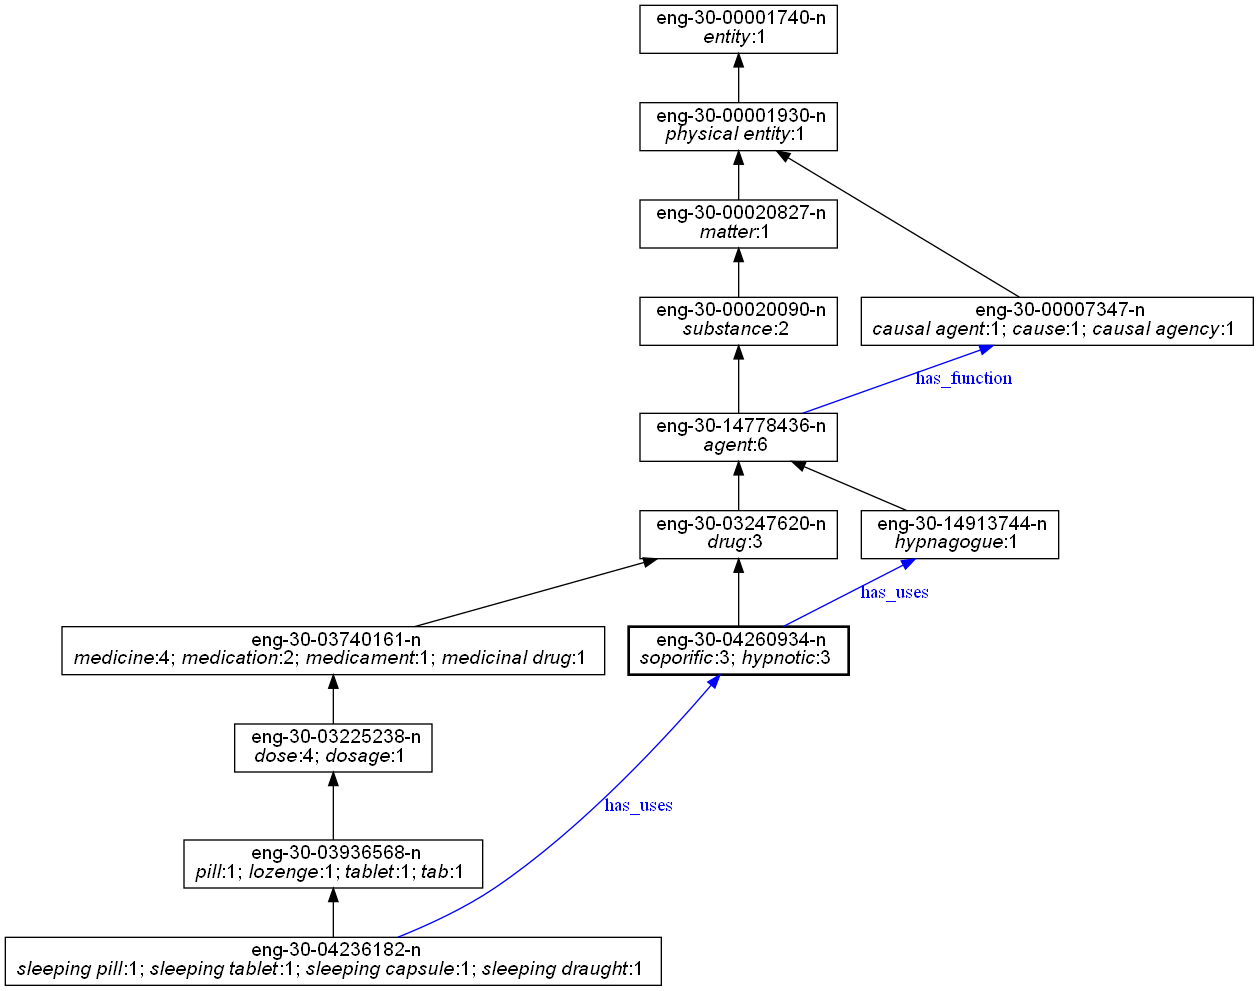 eng-30-00001740-n
entity:1
eng-30-00001930-n
physical entity:1
eng-30-00020827-n
matter:1
eng-30-00020090-n
substance:2
eng-30-00007347-n
causal agent:1; cause:1; causal agency:1
has_function
eng-30-14778436-n
agent:6
eng-30-03247620-n
drug:3
eng-30-14913744-n
hypnagogue:1
has_uses
eng-30-03740161-n
medicine:4; medication:2; medicament:1; medicinal drug:1
eng-30-04260934-n
soporific:3; hypnotic:3
eng-30-03225238-n
dose:4; dosage:1
has_uses
eng-30-03936568-n
pill:1; lozenge:1; tablet:1; tab:1
eng-30-04236182-n
sleeping pill:1; sleeping tablet:1; sleeping capsule:1; sleeping draught:1